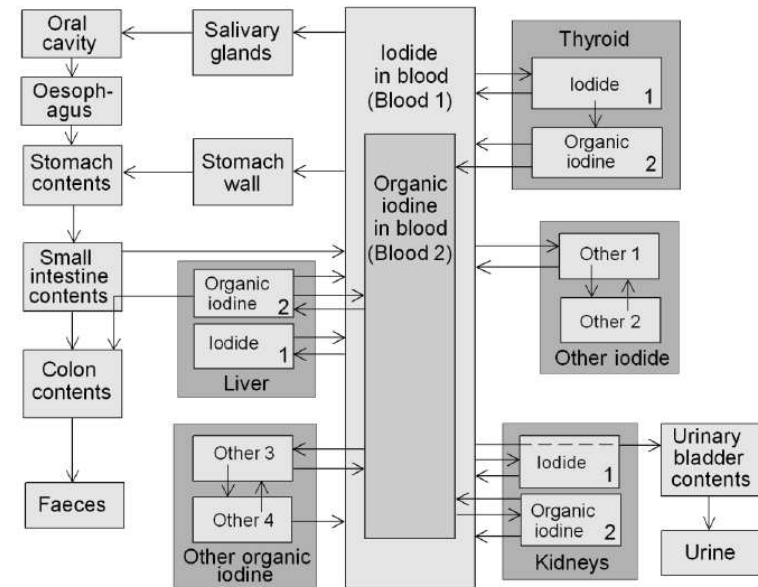 Oral
cavity
Salivary
glands
Iodide
in blood
(Blood 1)
Thyroid
Iodide
1
Organic
iodine
2
Oesoph-
agus
Stomach
contents
Stomach
wall
Organic
iodine
in blood
(Blood 2)
Small
intestine
contents
Organic
iodine
2
Iodide
1
Liver
Other 1
Other 2
Other iodide
Colon
contents
Faeces
Other 3
Other 4
Other organic
iodine
Iodide
1
Organic
iodine
2
Kidneys
Urinary
bladder
contents
Urine